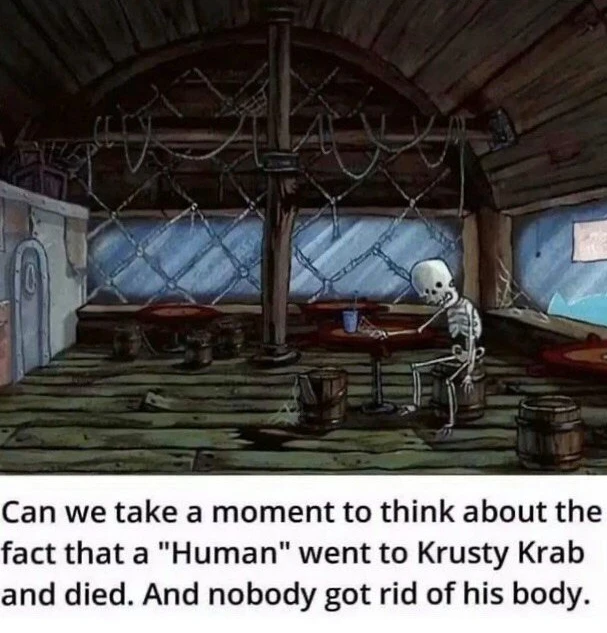 Can we take a moment to think about the
fact that a "Human" went to Krusty Krab
and died. And nobody got rid of his body.